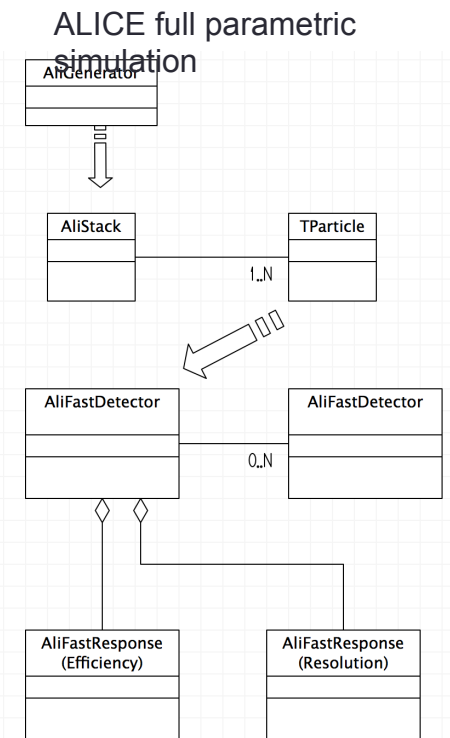 ALICE full parametric
simulation
AliGenerator
AliStack
TParticle
1..N
AliFastDetector
AliFastDetector
0..N
AliFastResponse
(Efficiency)
AliFastResponse
(Resolution)